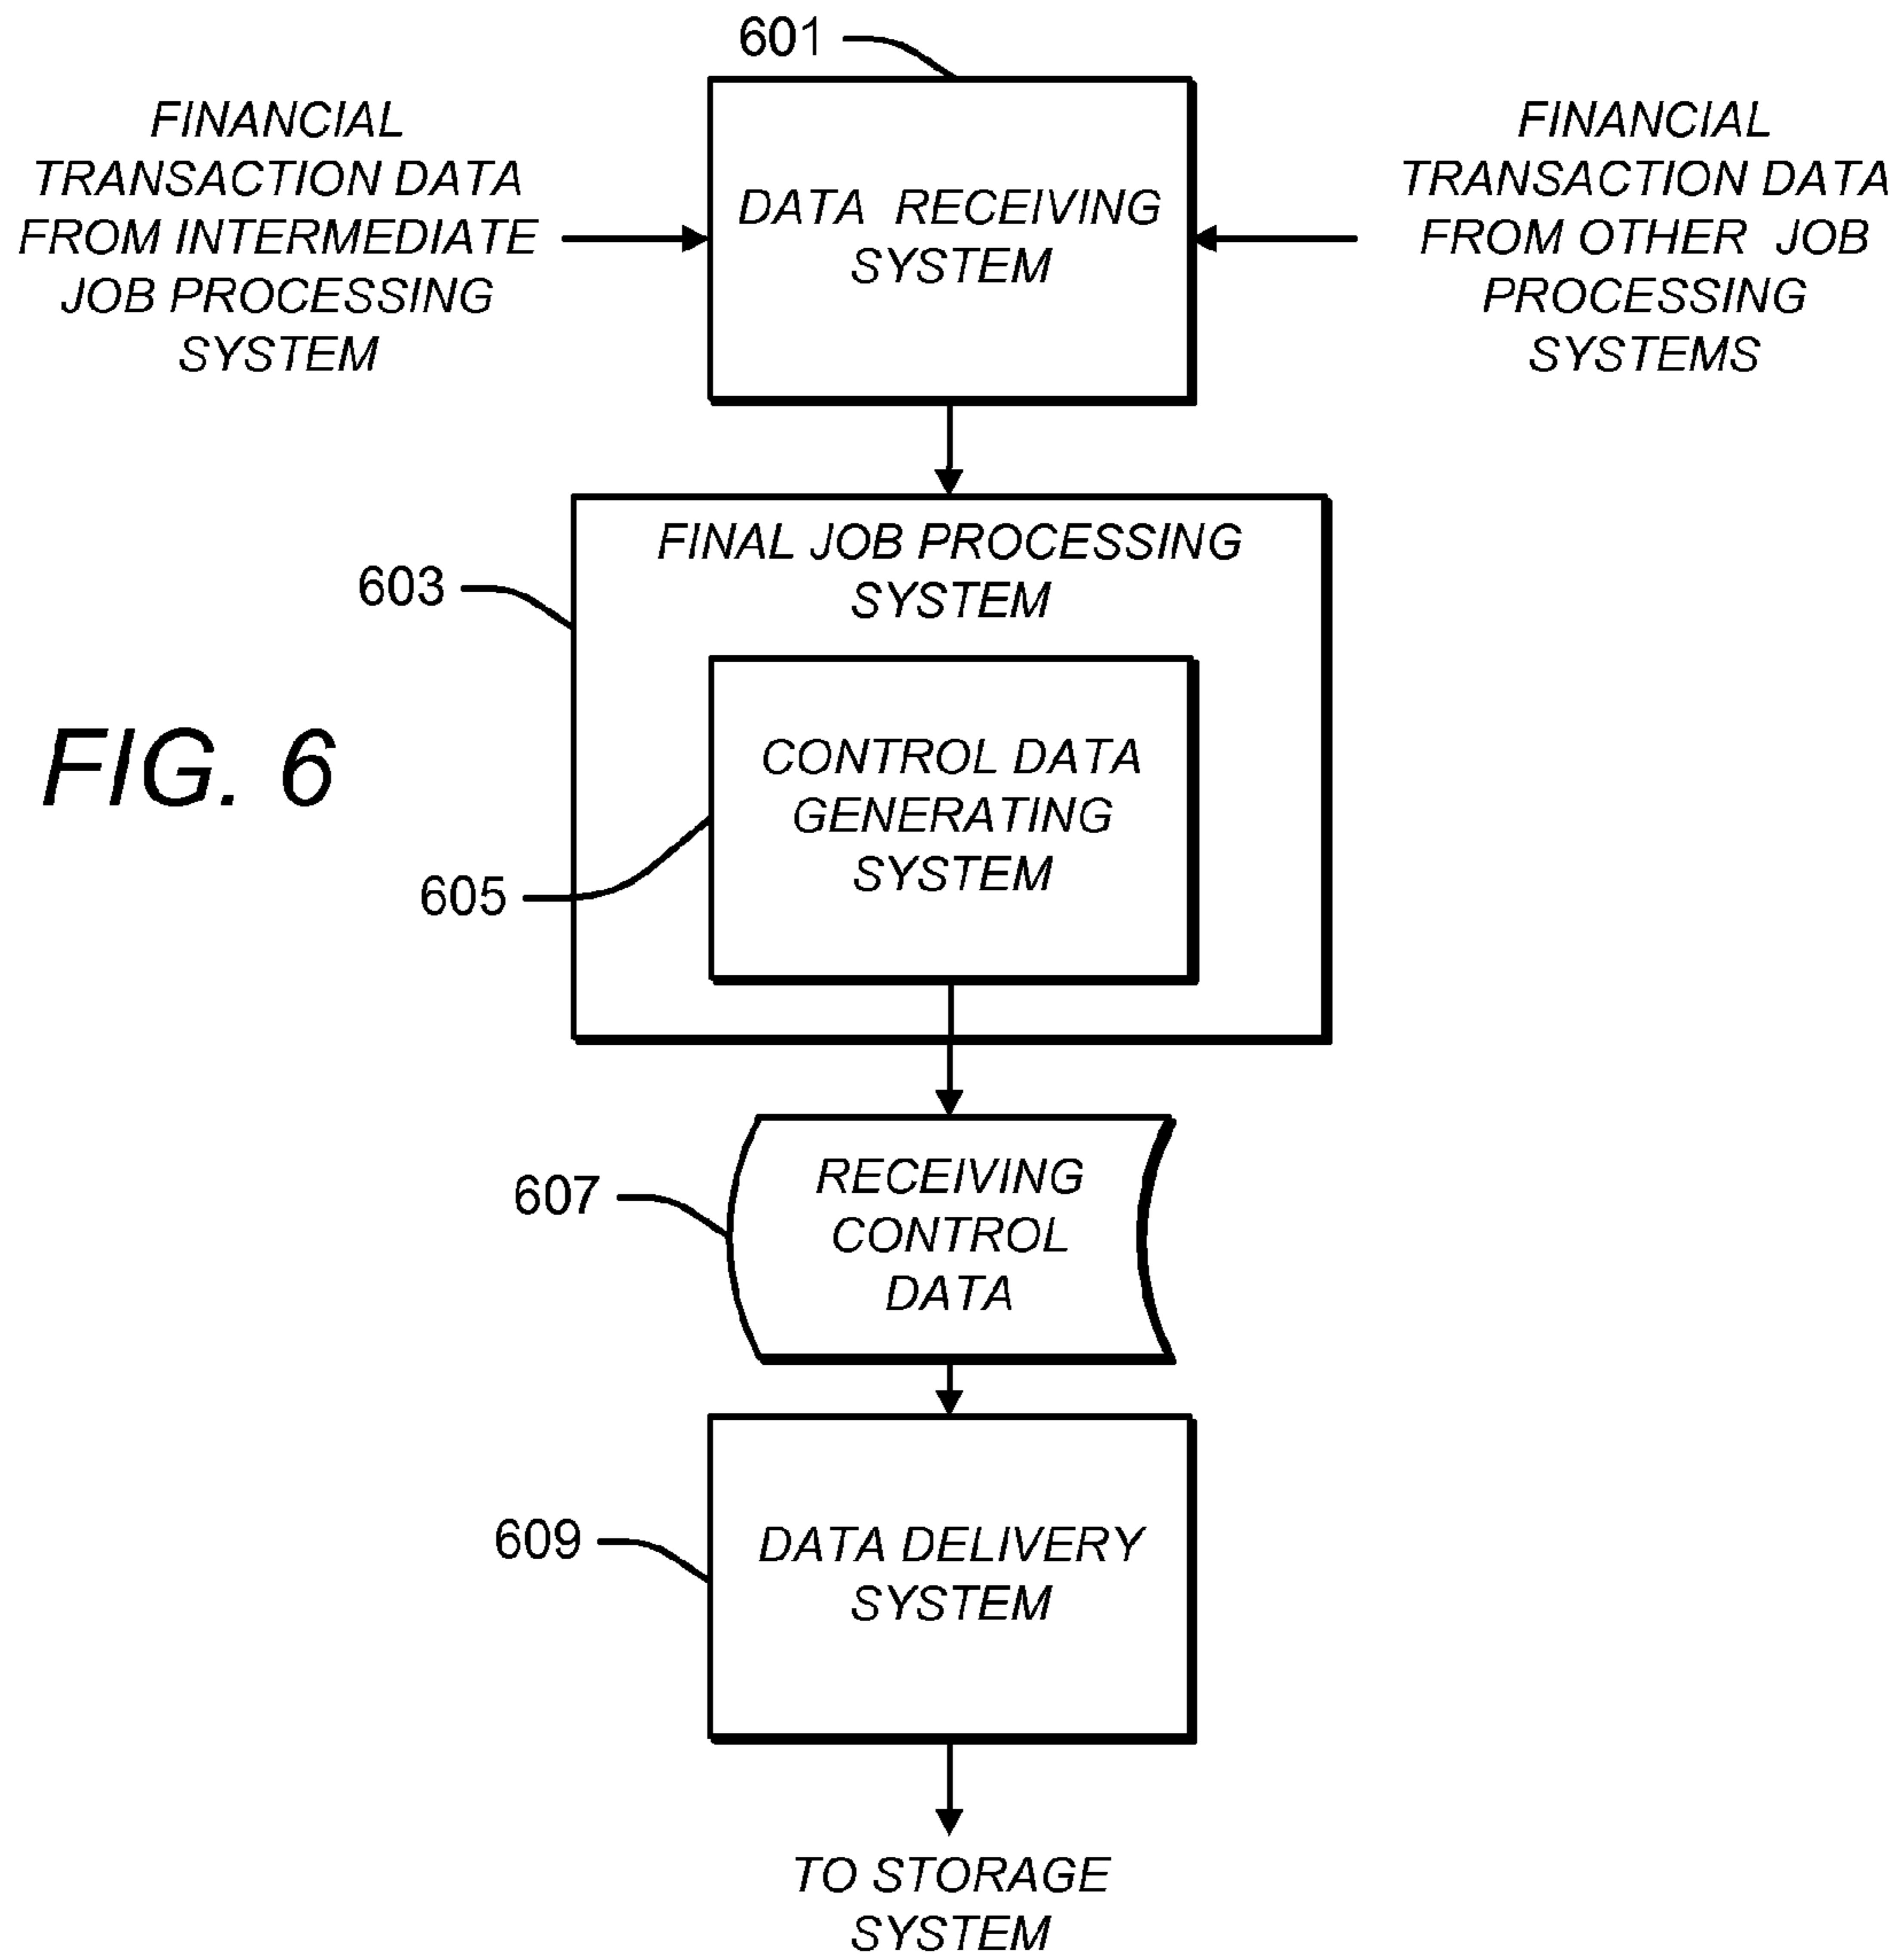 601
FINANCIAL
TRANSACTION DATA
FROM INTERMEDIATE
JOB PROCESSING
SYSTEM
DATA RECEIVING
SYSTEM
FINANCIAL
TRANSACTION DATA
FROM OTHER JOB
PROCESSING
SYSTEMS
FINAL JOB PROCESSING
SYSTEM
603
FIG. 6
CONTROL DATA
GENERATING
SYSTEM
605
RECEIVING
CONTROL
DATA
607
DATA DELIVERY
SYSTEM
609
TO STORAGE
SYSTEM